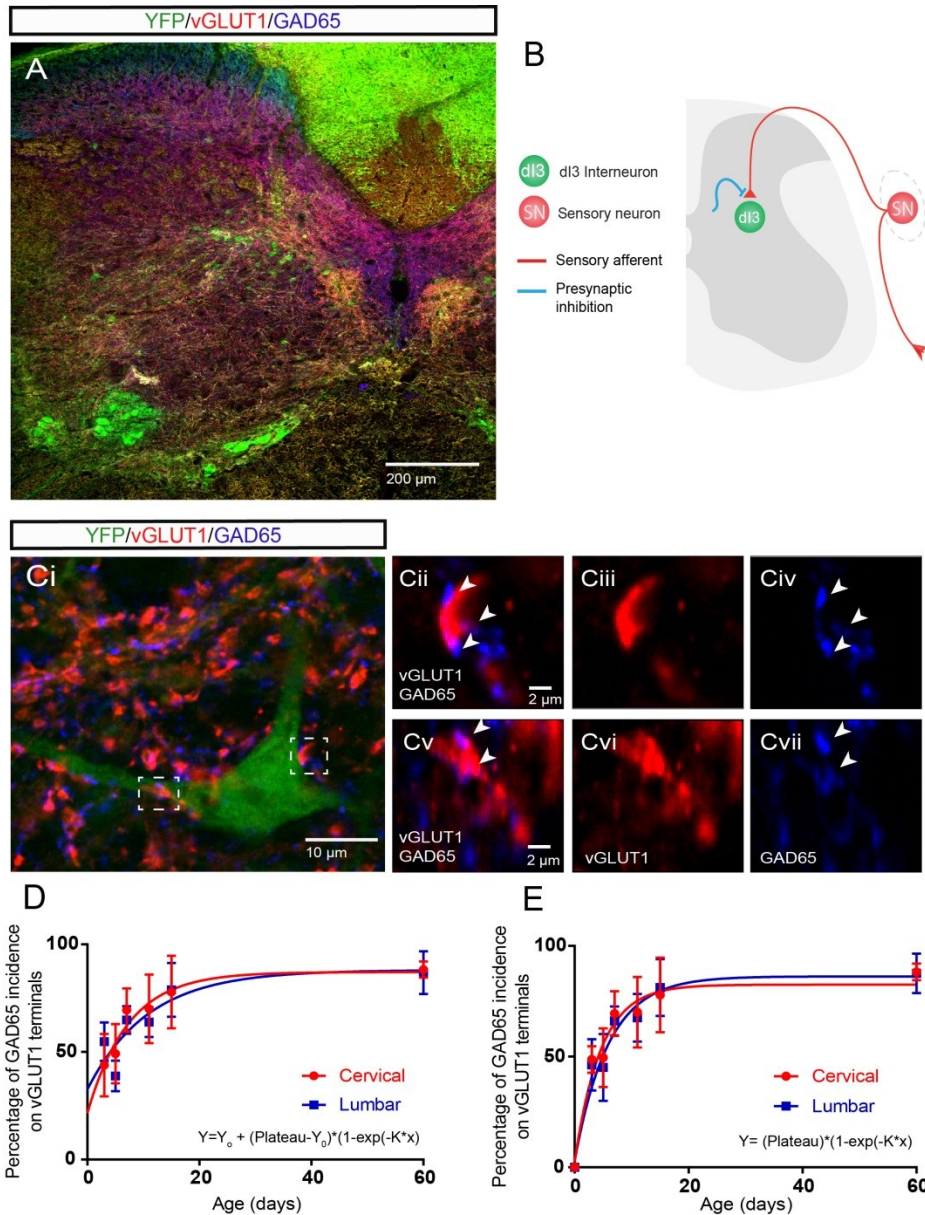 YFP/vGLUT1/GAD65
A
200 µm
B
dI3 dI3 Interneuron
SN Sensory neuron
Sensory afferent
Presynaptic
inhibition
dI3
SN
YFP/vGLUT1/GAD65
Ci
10 µm
Cii
vGLUT1
GAD65
2 µm
Ciii
Civ
Cv
vGLUT1
GAD65
2 µm
Cvi
vGLUT1
Cvii
GAD65
D
Percentage of GAD65 incidence
on vGLUT1 terminals
100
50
0
Cervical
Lumbar
Y=Y₀ + (Plateau-Y₀)*(1-exp(-K*x)
0 20 40 60
Age (days)
E
Percentage of GAD65 incidence
on vGLUT1 terminals
100
50
0
Cervical
Lumbar
Y= (Plateau)*(1-exp(-K*x)
0 20 40 60
Age (days)